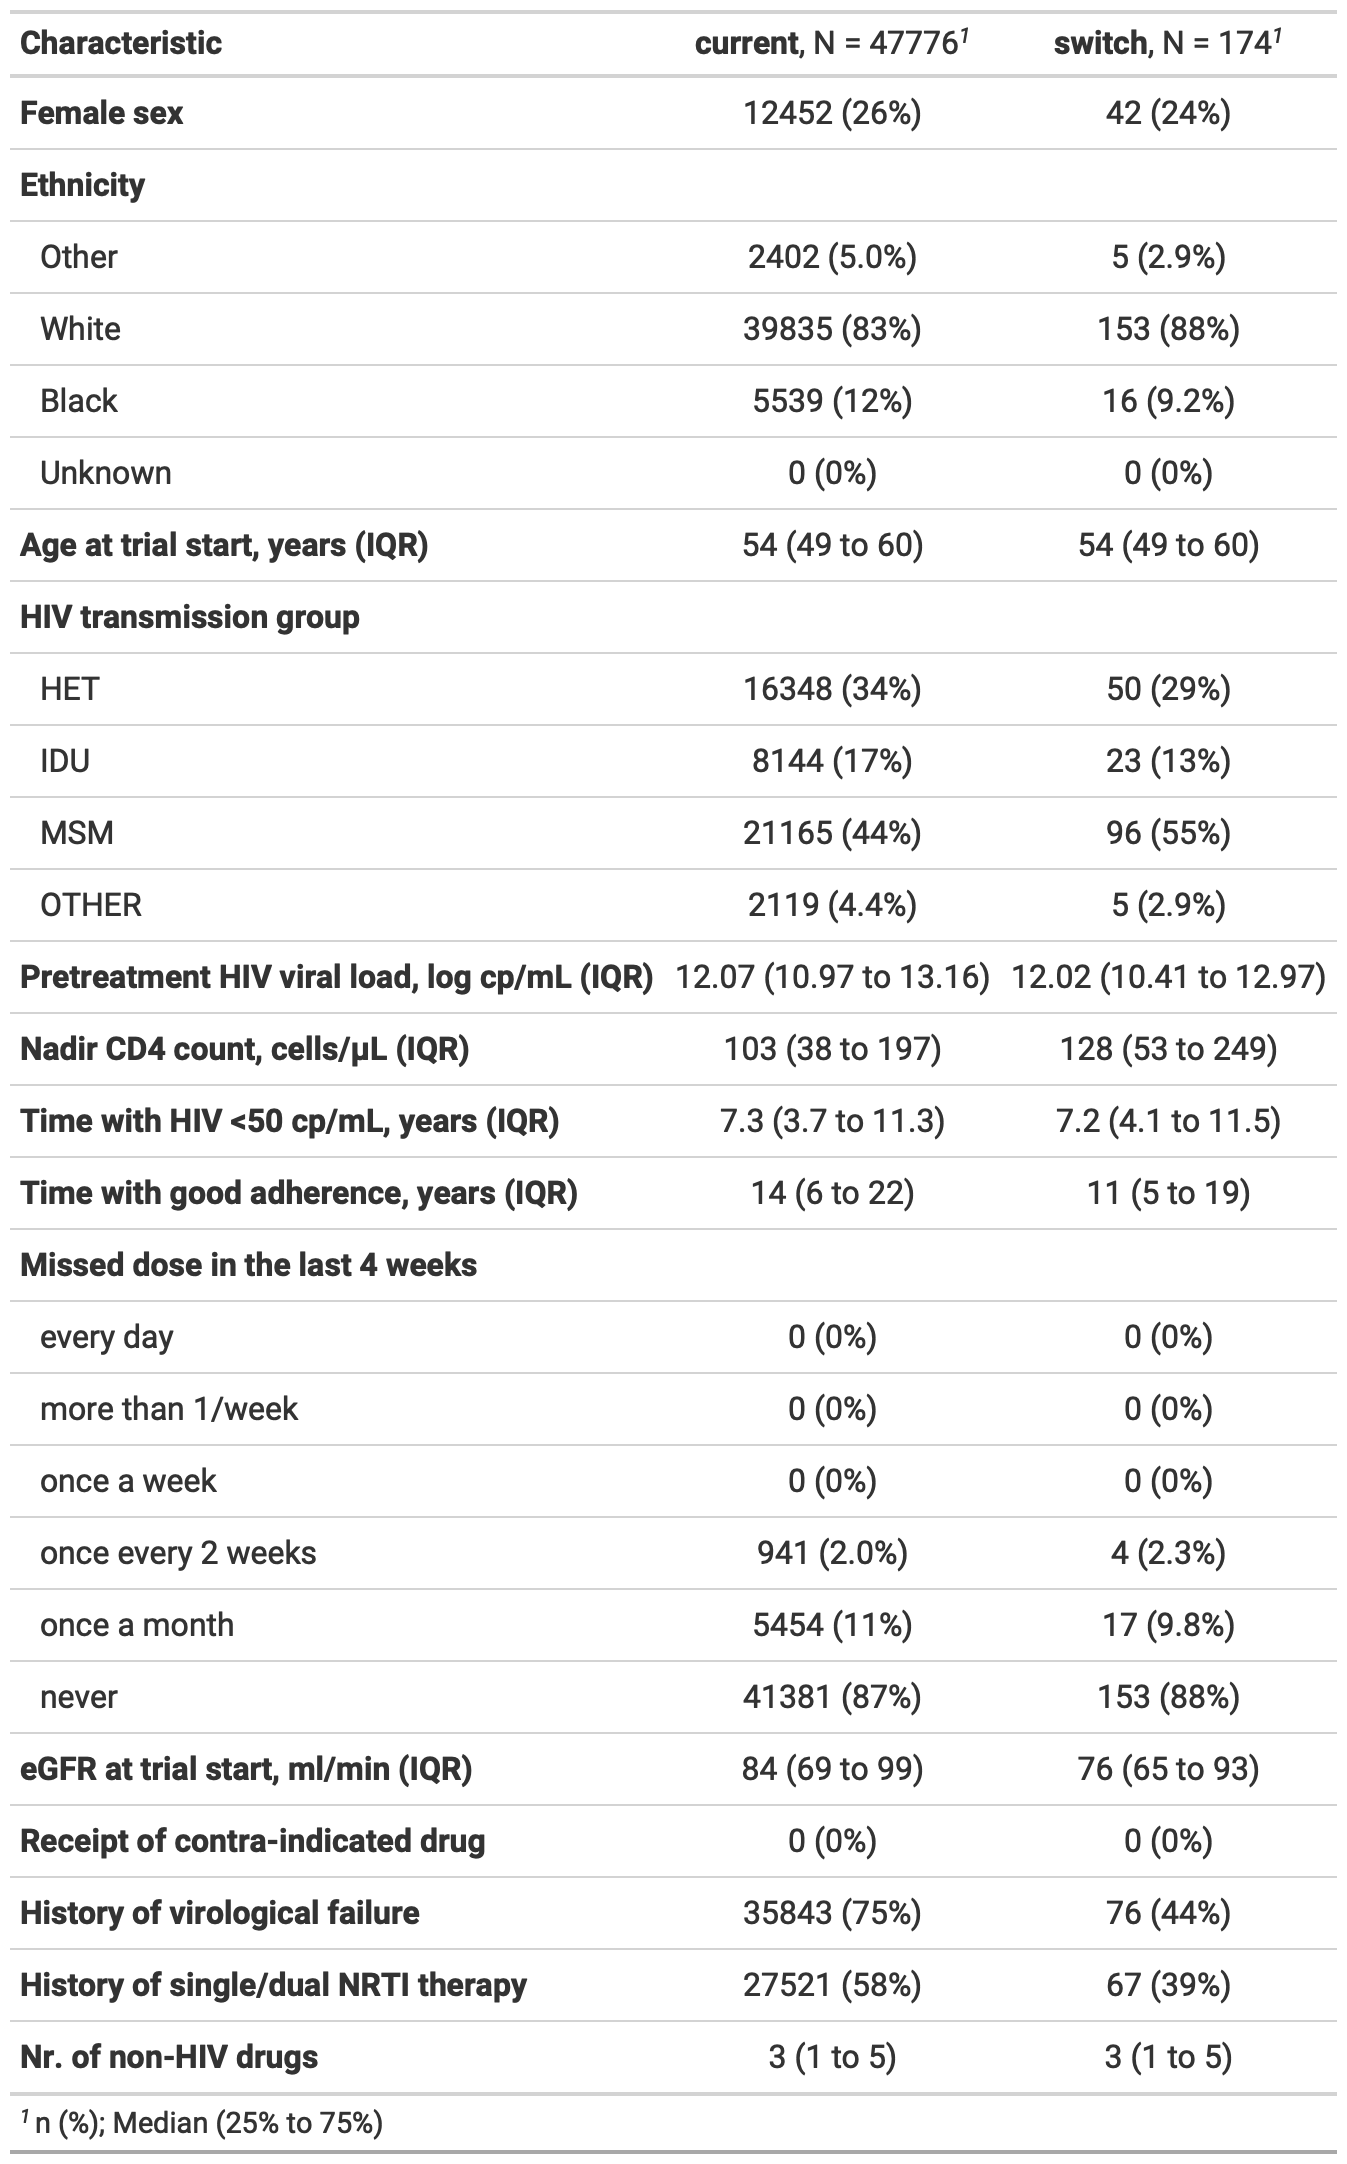 Characteristic current, N = 47776¹ switch, N = 174¹
Female sex 12452 (26%) 42 (24%)
Ethnicity
Other 2402 (5.0%) 5 (2.9%)
White 39835 (83%) 153 (88%)
Black 5539 (12%) 16 (9.2%)
Unknown 0 (0%) 0 (0%)
Age at trial start, years (IQR) 54 (49 to 60) 54 (49 to 60)
HIV transmission group
HET 16348 (34%) 50 (29%)
IDU 8144 (17%) 23 (13%)
MSM 21165 (44%) 96 (55%)
OTHER 2119 (4.4%) 5 (2.9%)
Pretreatment HIV viral load, log cp/mL (IQR) 12.07 (10.97 to 13.16) 12.02 (10.41 to 12.97)
Nadir CD4 count, cells/µL (IQR) 103 (38 to 197) 128 (53 to 249)
Time with HIV <50 cp/mL, years (IQR) 7.3 (3.7 to 11.3) 7.2 (4.1 to 11.5)
Time with good adherence, years (IQR) 14 (6 to 22) 11 (5 to 19)
Missed dose in the last 4 weeks
every day 0 (0%) 0 (0%)
more than 1/week 0 (0%) 0 (0%)
once a week 0 (0%) 0 (0%)
once every 2 weeks 941 (2.0%) 4 (2.3%)
once a month 5454 (11%) 17 (9.8%)
never 41381 (87%) 153 (88%)
eGFR at trial start, ml/min (IQR) 84 (69 to 99) 76 (65 to 93)
Receipt of contra-indicated drug 0 (0%) 0 (0%)
History of virological failure 35843 (75%) 76 (44%)
History of single/dual NRTI therapy 27521 (58%) 67 (39%)
Nr. of non-HIV drugs 3 (1 to 5) 3 (1 to 5)
¹ n (%); Median (25% to 75%)